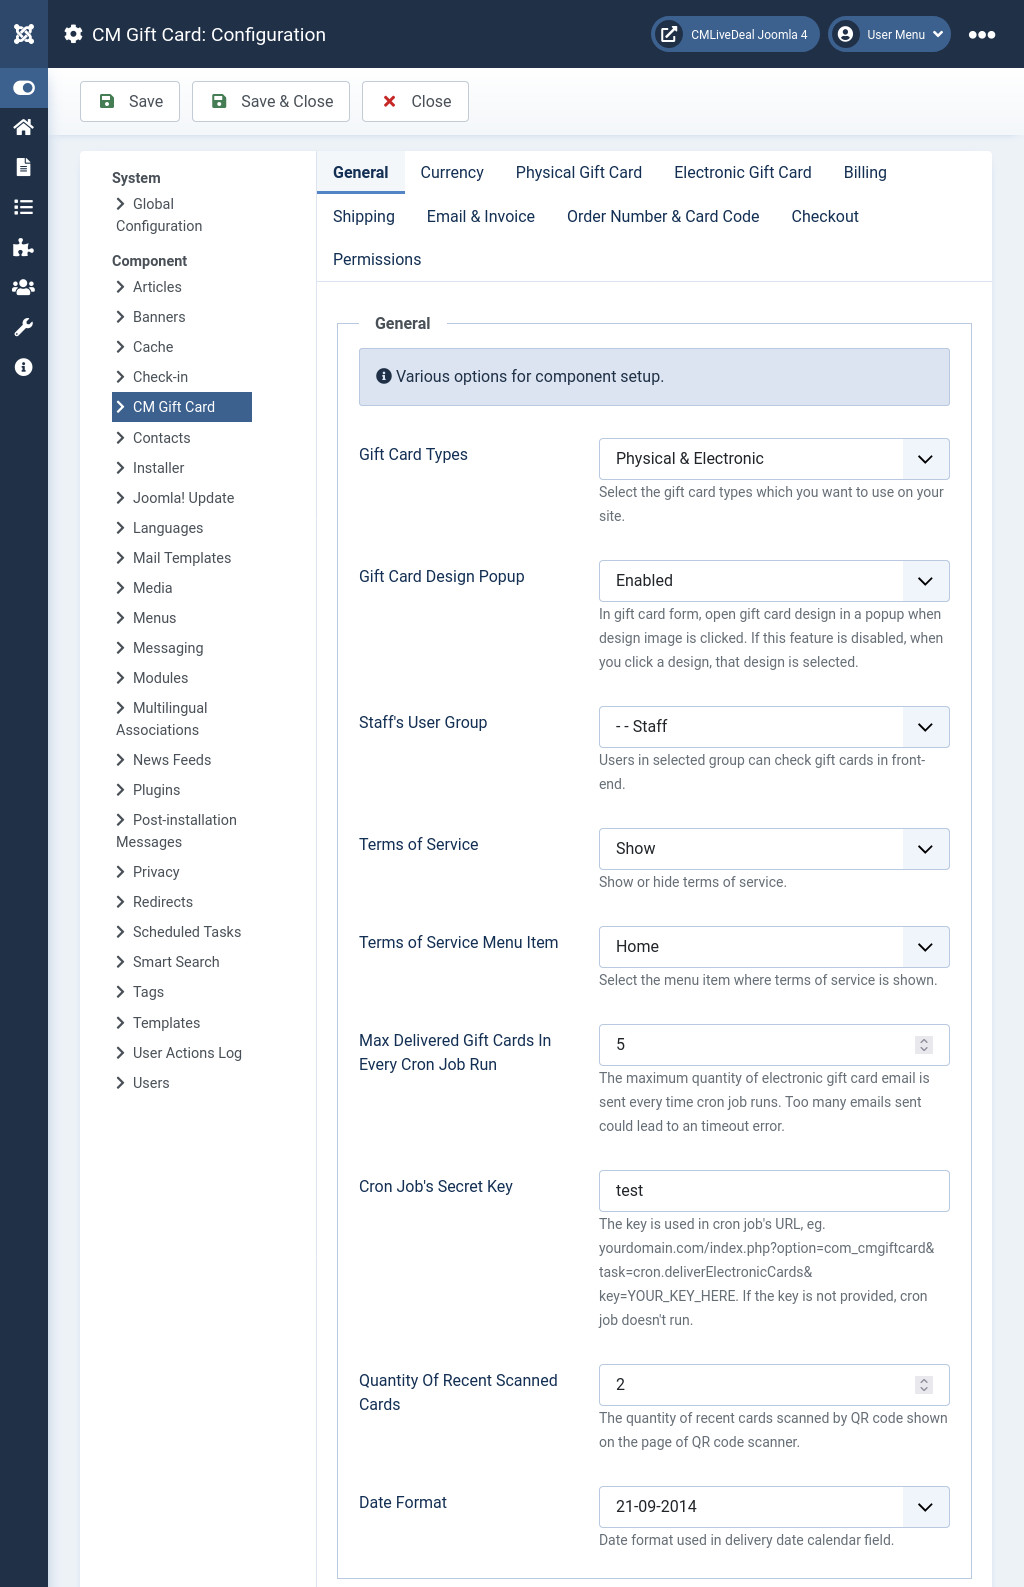 CM Gift Card: Configuration
CMLiveDeal Joomla 4
User Menu
Save
Save & Close
Close
System
Global
Configuration
Component
Articles
Banners
Cache
Check-in
CM Gift Card
Contacts
Installer
Joomla! Update
Languages
Mail Templates
Media
Menus
Messaging
Modules
Multilingual
Associations
News Feeds
Plugins
Post-installation
Messages
Privacy
Redirects
Scheduled Tasks
Smart Search
Tags
Templates
User Actions Log
Users
General Currency Physical Gift Card Electronic Gift Card Billing
Shipping Email & Invoice Order Number & Card Code Checkout
Permissions
General
Various options for component setup.
Gift Card Types
Physical & Electronic
Select the gift card types which you want to use on your
site.
Gift Card Design Popup
Enabled
In gift card form, open gift card design in a popup when
design image is clicked. If this feature is disabled, when
you click a design, that design is selected.
Staff's User Group
- - Staff
Users in selected group can check gift cards in front-
end.
Terms of Service
Show
Show or hide terms of service.
Terms of Service Menu Item
Home
Select the menu item where terms of service is shown.
Max Delivered Gift Cards In
Every Cron Job Run
5
The maximum quantity of electronic gift card email is
sent every time cron job runs. Too many emails sent
could lead to an timeout error.
Cron Job's Secret Key
test
The key is used in cron job's URL, eg.
yourdomain.com/index.php?option=com_cmgiftcard&
task=cron.deliverElectronicCards&
key=YOUR_KEY_HERE. If the key is not provided, cron
job doesn't run.
Quantity Of Recent Scanned
Cards
2
The quantity of recent cards scanned by QR code shown
on the page of QR code scanner.
Date Format
21-09-2014
Date format used in delivery date calendar field.